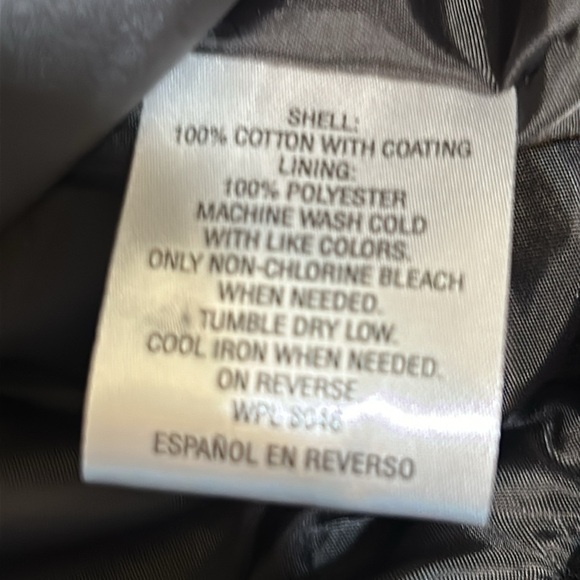 SHELL:
100% COTTON WITH COATING
LINING:
100% POLYESTER
MACHINE WASH COLD
WITH LIKE COLORS.
ONLY NON-CHLORINE BLEACH
WHEN NEEDED.
TUMBLE DRY LOW.
COOL IRON WHEN NEEDED.
ON REVERSE
WPL
ESPAÑOL EN REVERSO